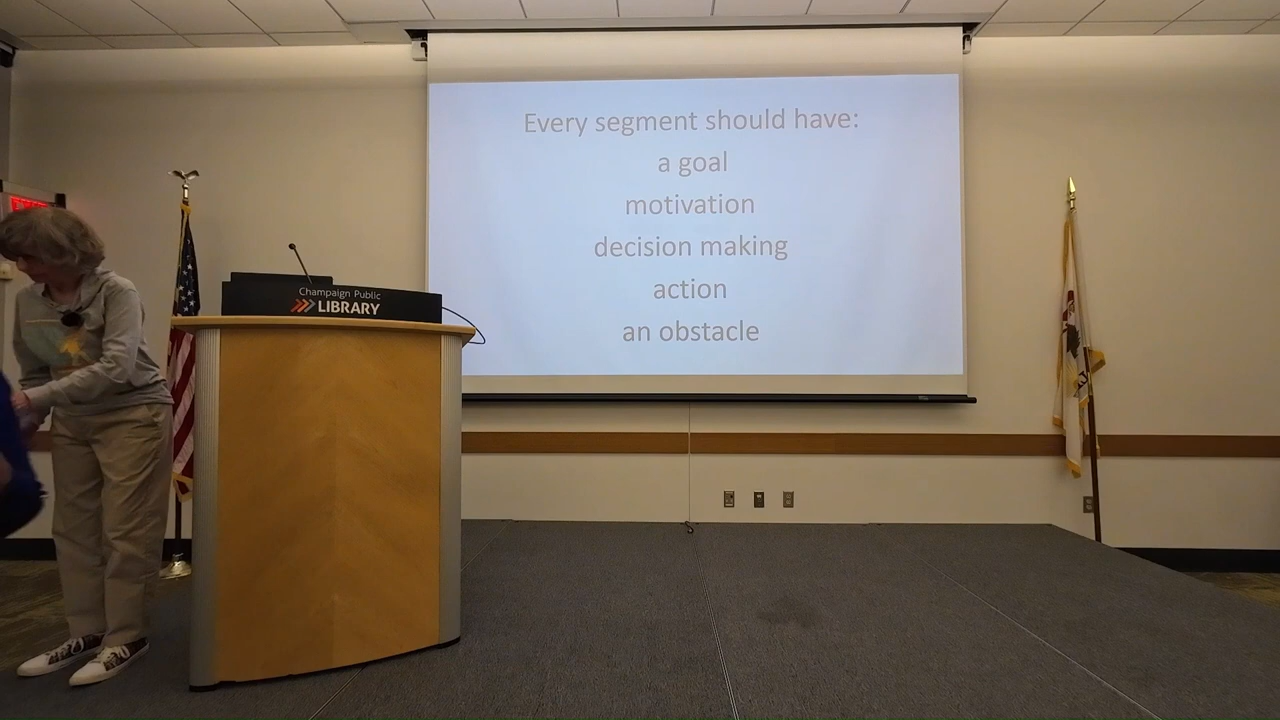 Every segment should have:
a goal
motivation
decision making
action
an obstacle
Champaign Public
LIBRARY